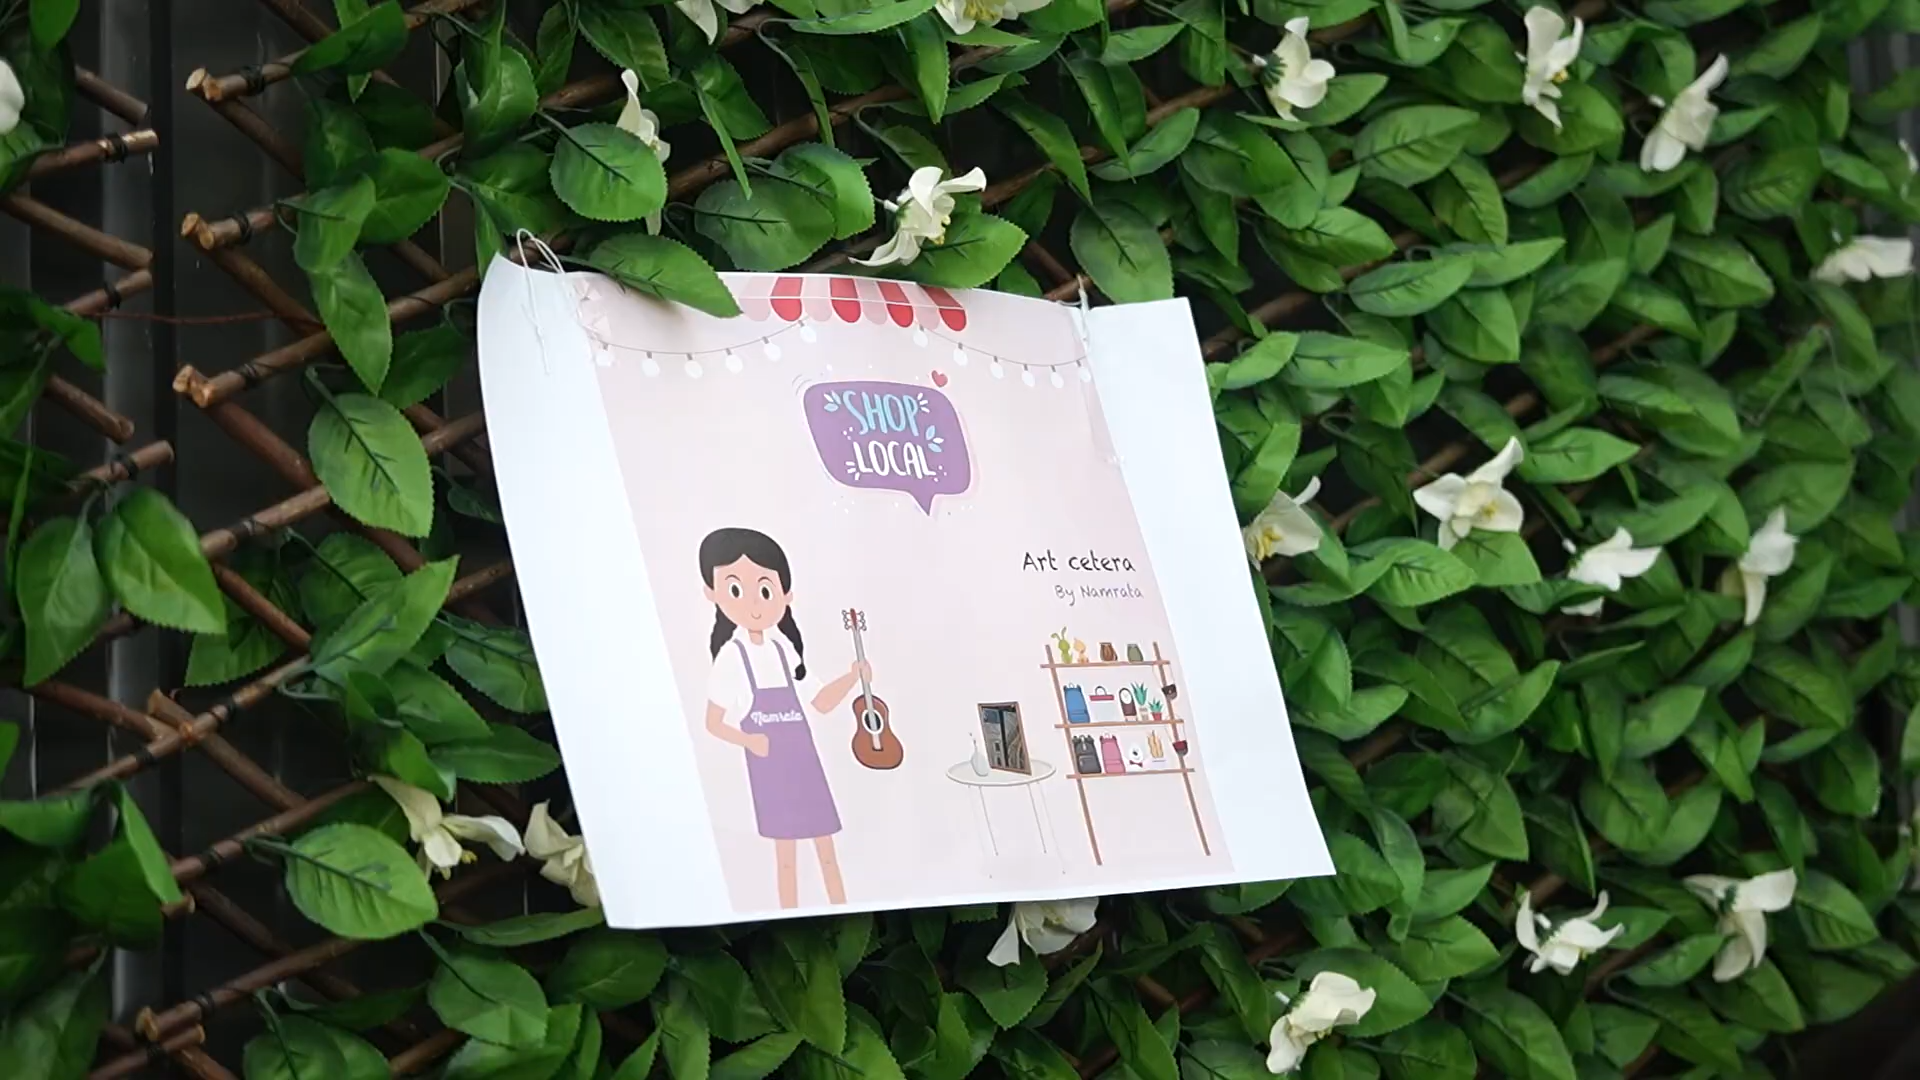 SHOP
LOCAL
Art cetera
By Namrata
Namrata